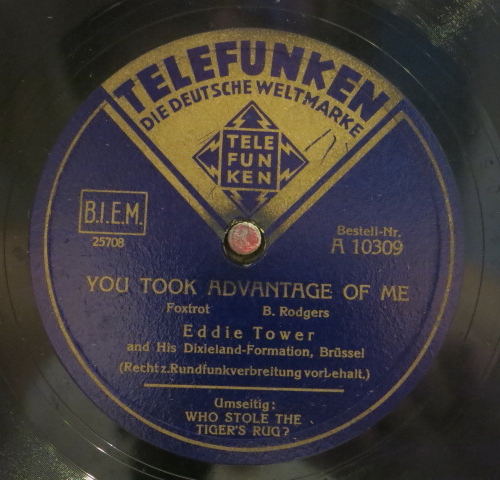 TELEFUNKEN
DIE DEUTSCHE WELTMARKE
TELE
FUN
KEN
B.I.E.M.
25708
Bestell-Nr.
A 10309
YOU TOOK ADVANTAGE OF ME
Foxtrot B. Rodgers
Eddie Tower
and His Dixieland-Formation, Brüssel
(Recht z. Rundfunkverbreitung vorbehalt.)
Umseitig:
WHO STOLE THE
TIGER'S RUG?